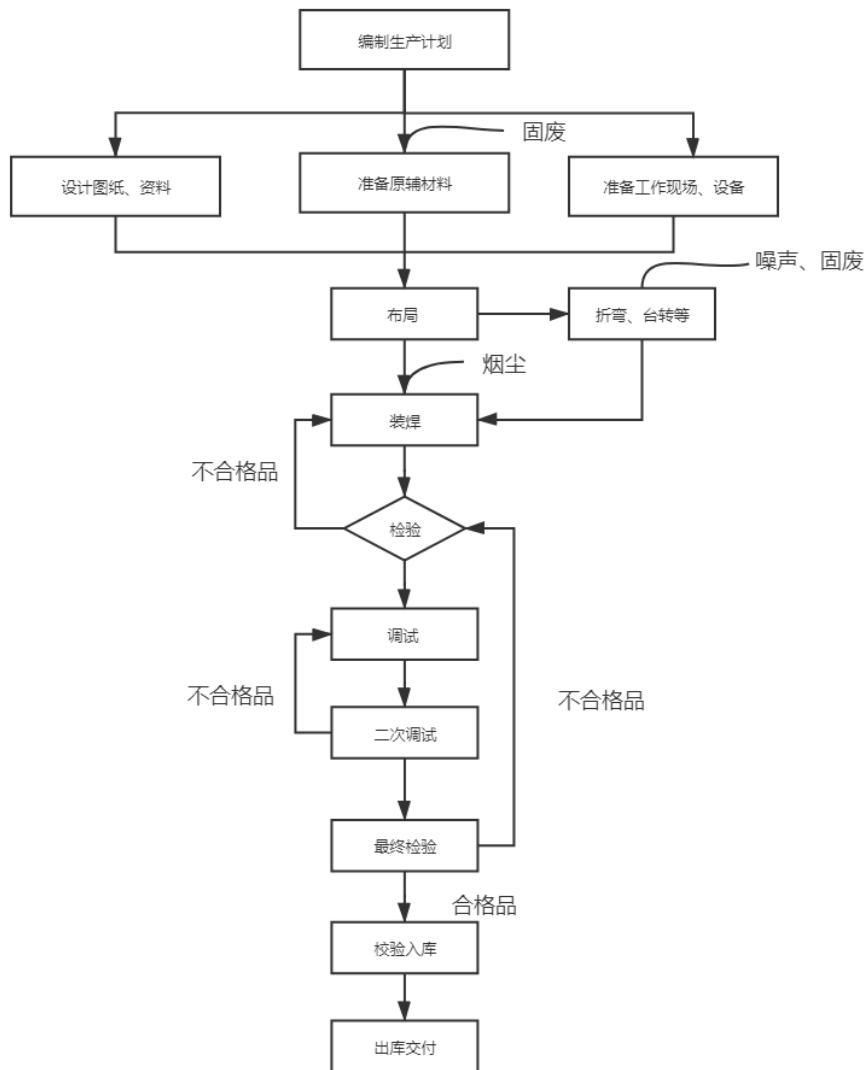 编制生产计划
固废
设计图纸、资料
准备原辅材料
准备工作现场、设备
噪声、固废
布局
折弯、台转等
烟尘
装焊
不合格品
检验
调试
不合格品
不合格品
二次调试
最终检验
合格品
校验入库
出库交付